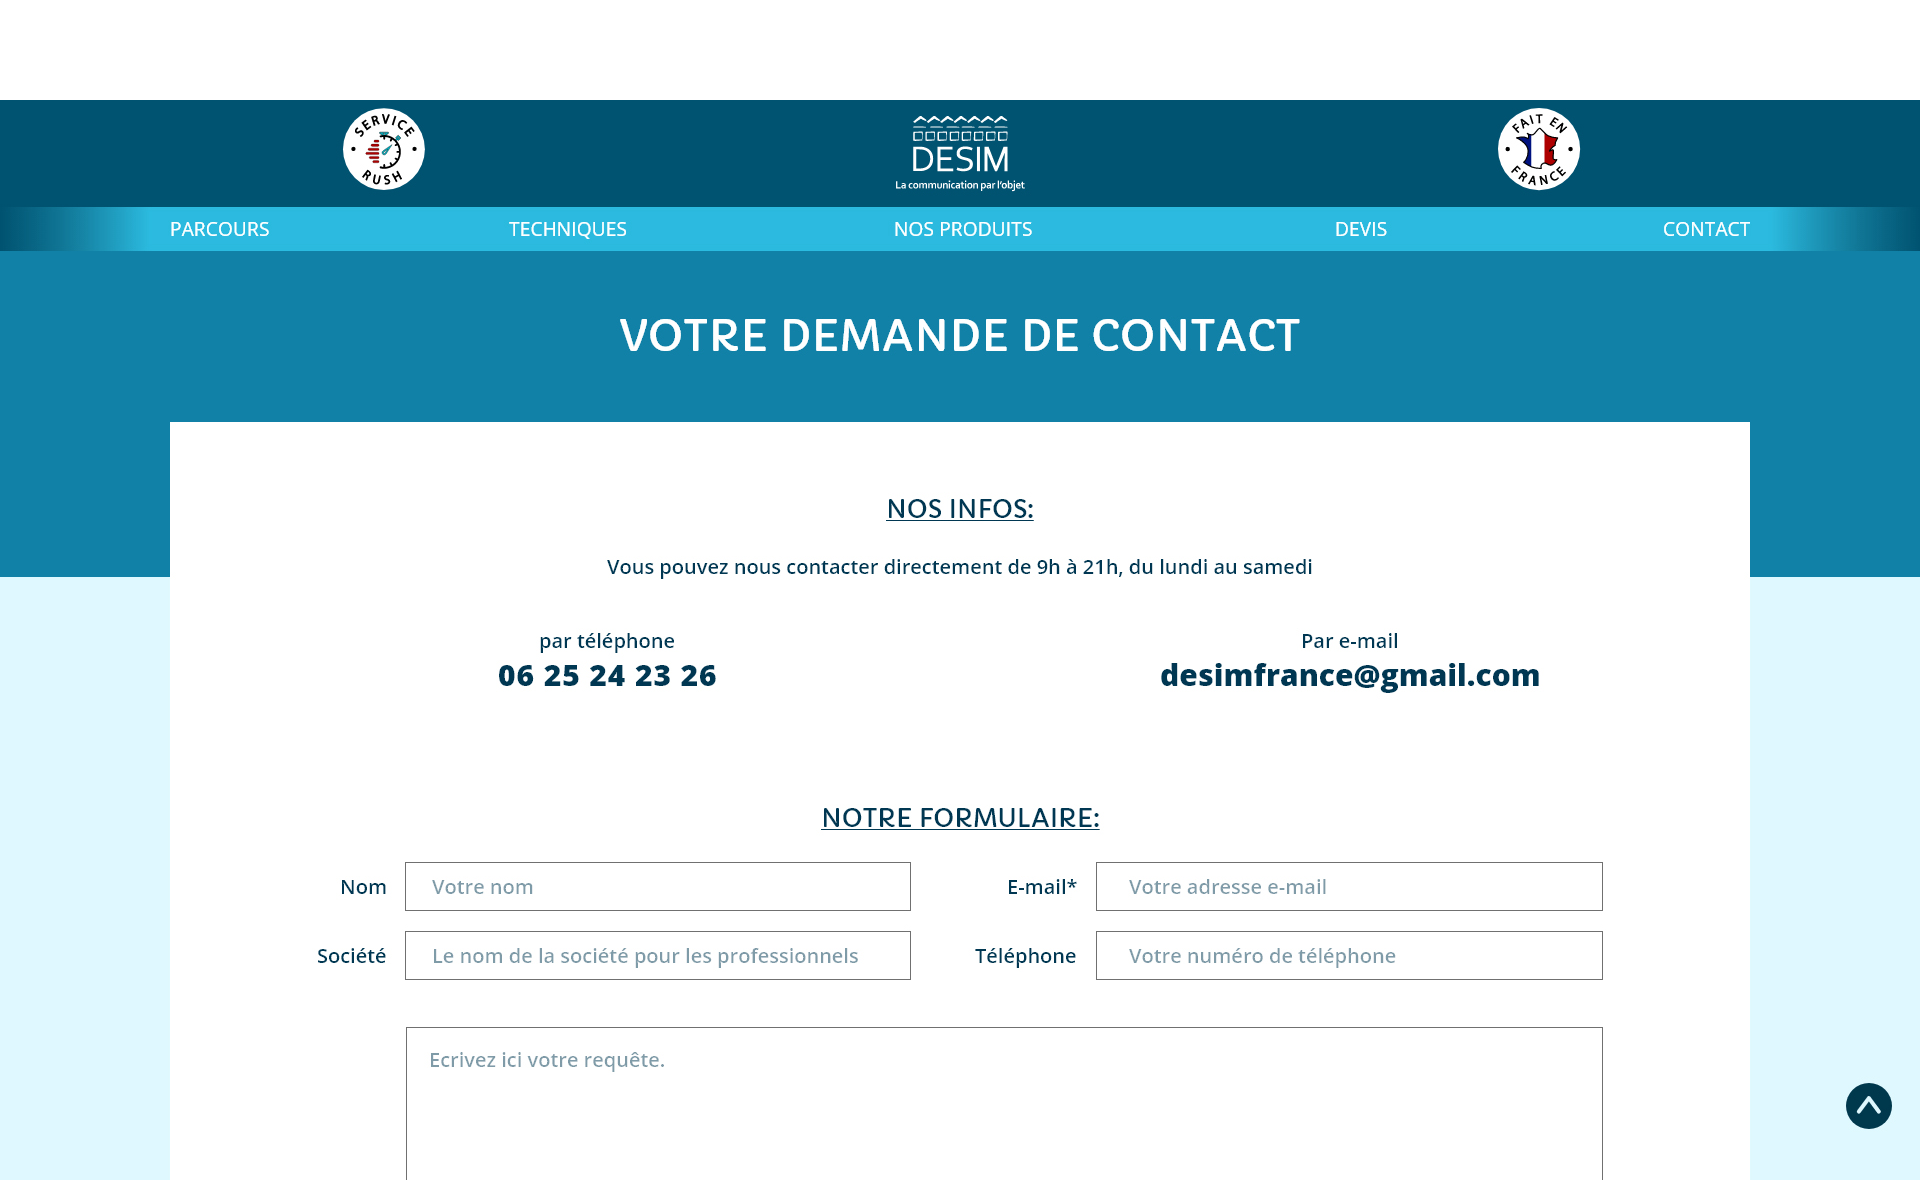 SERVICE
RUSH
DESIM
La communication par l'objet
FAIT EN
FRANCE
PARCOURS
TECHNIQUES
NOS PRODUITS
DEVIS
CONTACT
VOTRE DEMANDE DE CONTACT
NOS INFOS:
Vous pouvez nous contacter directement de 9h à 21h, du lundi au samedi
par téléphone
06 25 24 23 26
Par e-mail
desimfrance@gmail.com
NOTRE FORMULAIRE:
Nom
Votre nom
E-mail*
Votre adresse e-mail
Société
Le nom de la société pour les professionnels
Téléphone
Votre numéro de téléphone
Ecrivez ici votre requête.